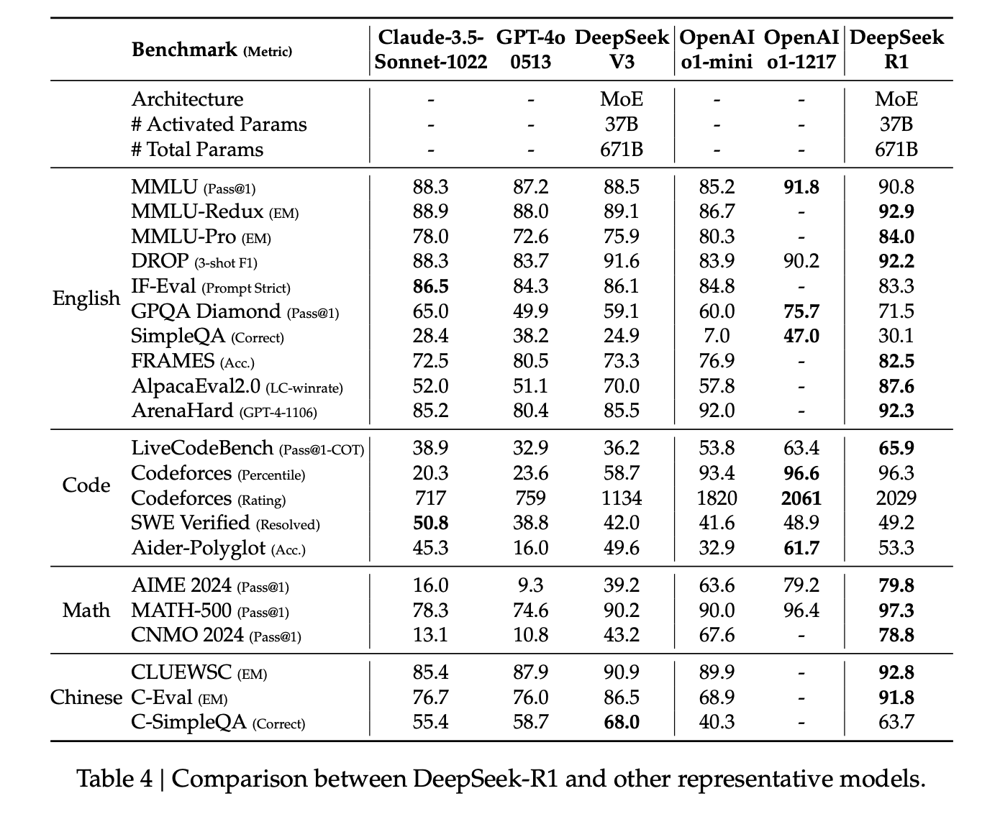 Benchmark (Metric) Claude-3.5-Sonnet-1022 GPT-4o 0513 DeepSeek V3 OpenAI o1-mini OpenAI o1-1217 DeepSeek R1
Architecture - - MoE - - MoE
# Activated Params - - 37B - - 37B
# Total Params - - 671B - - 671B
English
MMLU (Pass@1) 88.3 87.2 88.5 85.2 91.8 90.8
MMLU-Redux (EM) 88.9 88.0 89.1 86.7 - 92.9
MMLU-Pro (EM) 78.0 72.6 75.9 80.3 - 84.0
DROP (3-shot F1) 88.3 83.7 91.6 83.9 90.2 92.2
IF-Eval (Prompt Strict) 86.5 84.3 86.1 84.8 - 83.3
GPQA Diamond (Pass@1) 65.0 49.9 59.1 60.0 75.7 71.5
SimpleQA (Correct) 28.4 38.2 24.9 7.0 47.0 30.1
FRAMES (Acc.) 72.5 80.5 73.3 76.9 - 82.5
AlpacaEval2.0 (LC-winrate) 52.0 51.1 70.0 57.8 - 87.6
ArenaHard (GPT-4-1106) 85.2 80.4 85.5 92.0 - 92.3
Code
LiveCodeBench (Pass@1-COT) 38.9 32.9 36.2 53.8 63.4 65.9
Codeforces (Percentile) 20.3 23.6 58.7 93.4 96.6 96.3
Codeforces (Rating) 717 759 1134 1820 2061 2029
SWE Verified (Resolved) 50.8 38.8 42.0 41.6 48.9 49.2
Aider-Polyglot (Acc.) 45.3 16.0 49.6 32.9 61.7 53.3
Math
AIME 2024 (Pass@1) 16.0 9.3 39.2 63.6 79.2 79.8
MATH-500 (Pass@1) 78.3 74.6 90.2 90.0 96.4 97.3
CNMO 2024 (Pass@1) 13.1 10.8 43.2 67.6 - 78.8
Chinese
CLUEWSC (EM) 85.4 87.9 90.9 89.9 - 92.8
C-Eval (EM) 76.7 76.0 86.5 68.9 - 91.8
C-SimpleQA (Correct) 55.4 58.7 68.0 40.3 - 63.7
Table 4 | Comparison between DeepSeek-R1 and other representative models.